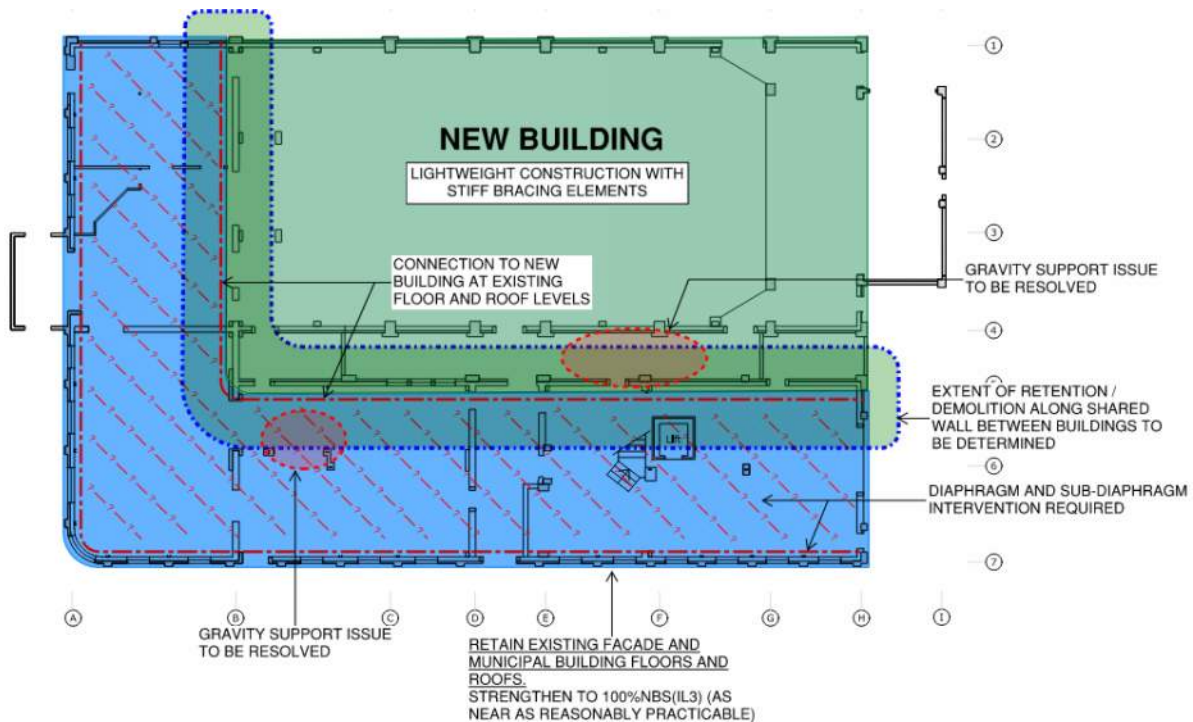 ①
NEW BUILDING
LIGHTWEIGHT CONSTRUCTION WITH
STIFF BRACING ELEMENTS
②
③
CONNECTION TO NEW
BUILDING AT EXISTING
FLOOR AND ROOF LEVELS
GRAVITY SUPPORT ISSUE
TO BE RESOLVED
④
EXTENT OF RETENTION /
DEMOLITION ALONG SHARED
WALL BETWEEN BUILDINGS TO
BE DETERMINED
⑥
DIAPHRAGM AND SUB-DIAPHRAGM
INTERVENTION REQUIRED
⑦
A B C D E F G H I
GRAVITY SUPPORT ISSUE
TO BE RESOLVED
RETAIN EXISTING FACADE AND
MUNICIPAL BUILDING FLOORS AND
ROOFS.
STRENGTHEN TO 100%NBS(IL3) (AS
NEAR AS REASONABLY PRACTICABLE)